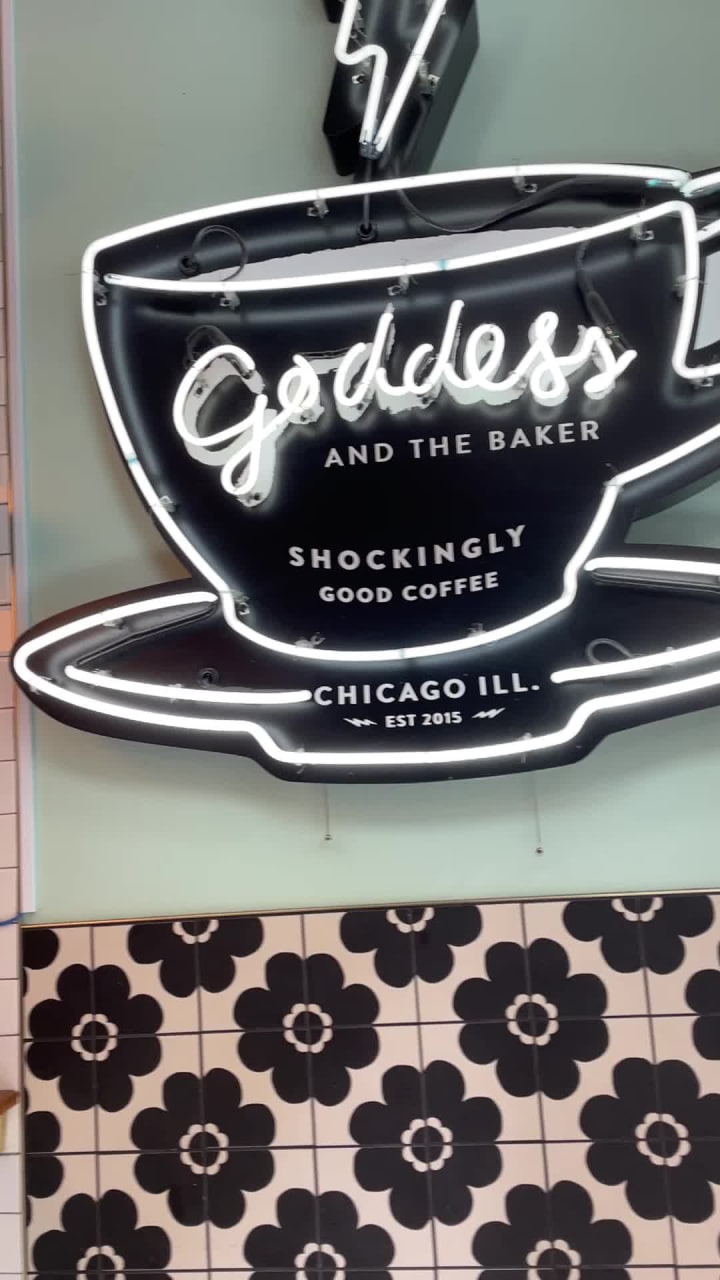 Goddess
AND THE BAKER
SHOCKINGLY
GOOD COFFEE
CHICAGO ILL.
EST 2015